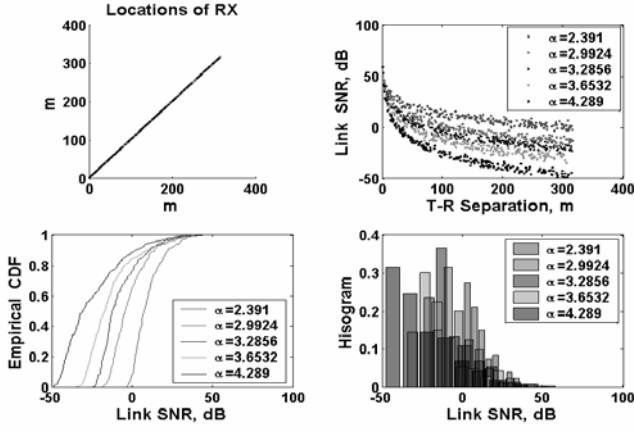 Locations of RX
400
300
200
100
0
0
200
400
m
m
100
50
0
-50
0
100
200
300
400
Link SNR, dB
T-R Separation, m
α=2.391
α=2.9924
α=3.2856
α=3.6532
α=4.289
1
0.8
0.6
0.4
0.2
0
-50
0
50
100
Empirical CDF
Link SNR, dB
α=2.391
α=2.9924
α=3.2856
α=3.6532
α=4.289
0.4
0.3
0.2
0.1
0
-50
0
50
100
Hisogram
Link SNR, dB
α=2.391
α=2.9924
α=3.2856
α=3.6532
α=4.289